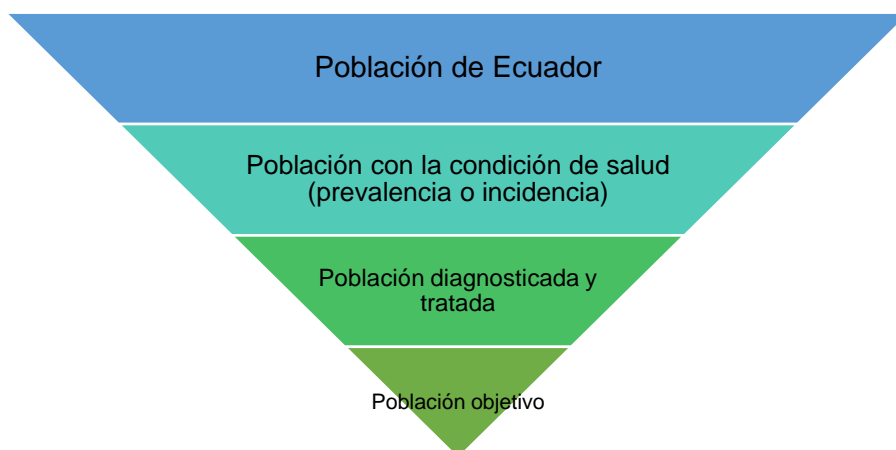 Población de Ecuador
Población con la condición de salud
(prevalencia o incidencia)
Población diagnosticada y
tratada
Población objetivo